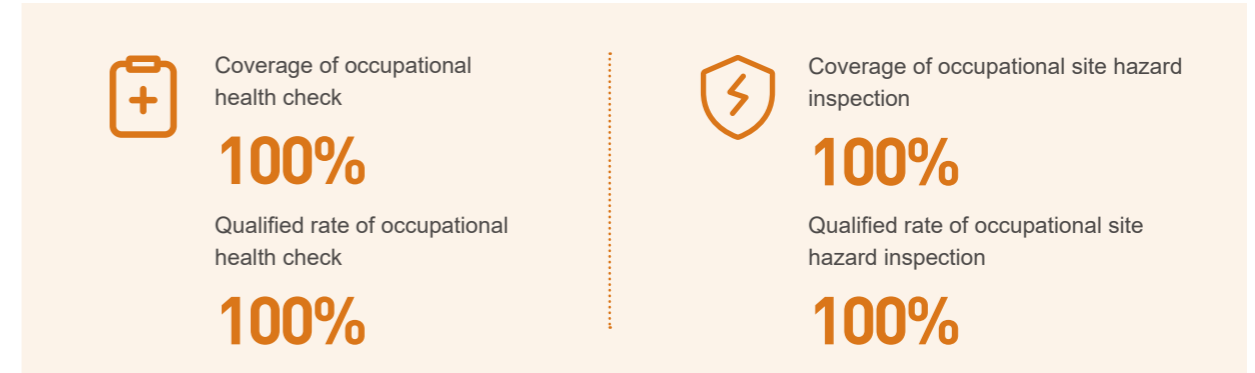 Coverage of occupational
health check
100%
Qualified rate of occupational
health check
100%
Coverage of occupational site hazard
inspection
100%
Qualified rate of occupational site
hazard inspection
100%